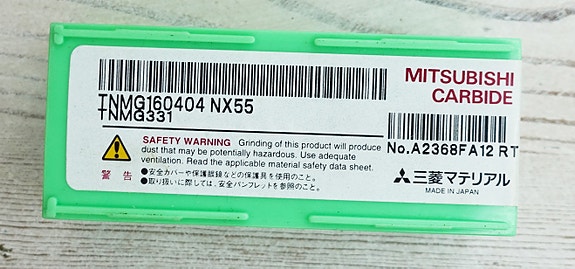 MITSUBISHI
CARBIDE
TNMG160404 NX55
TNMG331
No.A2368FA12 RT
SAFETY WARNING Grinding of this product will produce
dust that may be potentially hazardous. Use adequate
ventilation. Read the applicable material safety data sheet.
警告 ●安全カバーや保護眼鏡などの保護具を使用のこと。
●取り扱いに際しては、安全パンフレットを参照のこと。
三菱マテリアル
MADE IN JAPAN